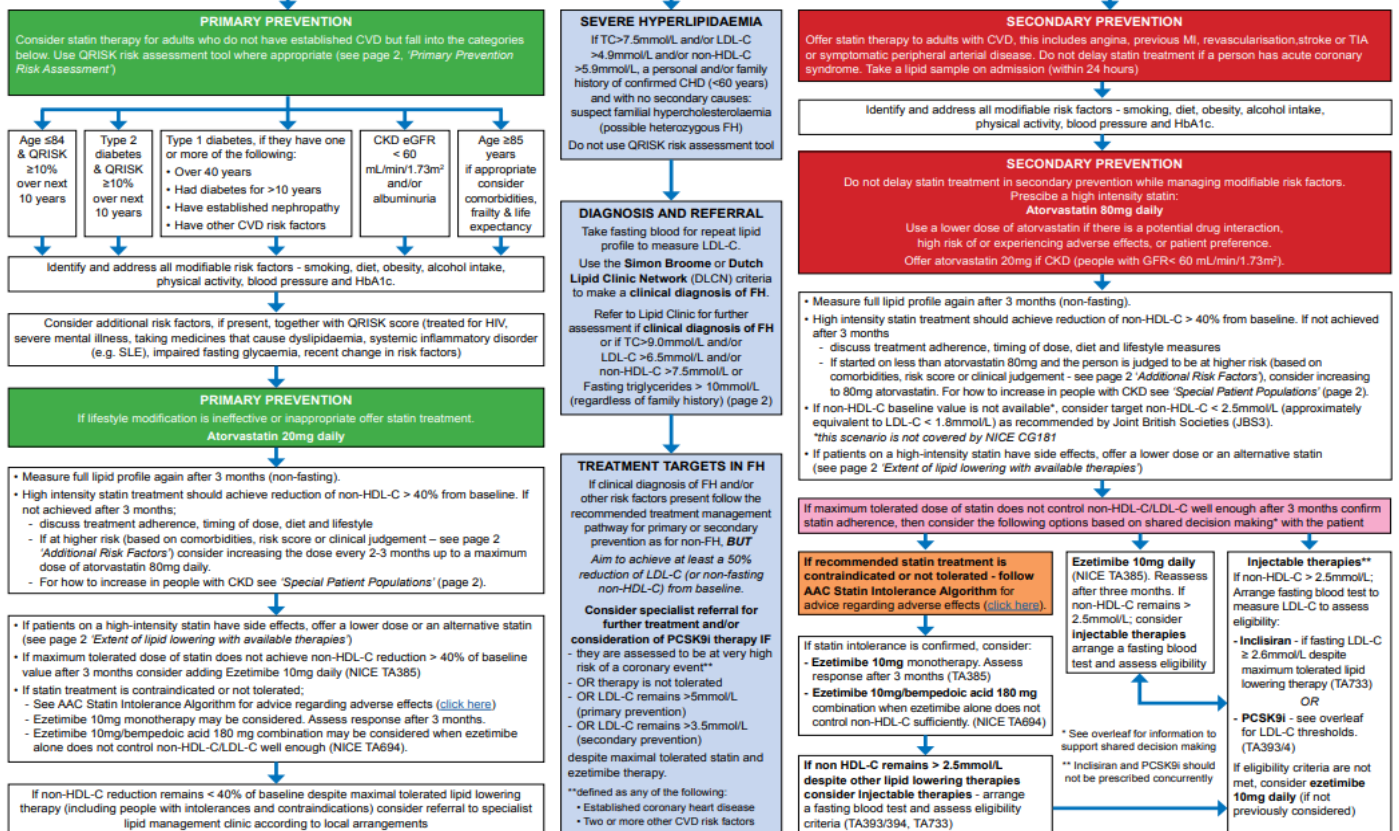 PRIMARY PREVENTION
Consider statin therapy for adults who do not have established CVD but fall into the categories
below. Use QRISK risk assessment tool where appropriate (see page 2, ‘Primary Prevention
Risk Assessment’)
Age ≤84
& QRISK
≥10%
over next
10 years
Type 2
diabetes
& QRISK
≥10%
over next
10 years
Type 1 diabetes, if they have one
or more of the following:
• Over 40 years
• Had diabetes for >10 years
• Have established nephropathy
• Have other CVD risk factors
CKD eGFR
< 60
mL/min/1.73m²
and/or
albuminuria
Age ≥85
years
if appropriate
consider
comorbidities,
frailty & life
expectancy
Identify and address all modifiable risk factors - smoking, diet, obesity, alcohol intake,
physical activity, blood pressure and HbA1c.
Consider additional risk factors, if present, together with QRISK score (treated for HIV,
severe mental illness, taking medicines that cause dyslipidaemia, systemic inflammatory disorder
(e.g. SLE), impaired fasting glycaemia, recent change in risk factors)
PRIMARY PREVENTION
If lifestyle modification is ineffective or inappropriate offer statin treatment.
Atorvastatin 20mg daily
• Measure full lipid profile again after 3 months (non-fasting).
• High intensity statin treatment should achieve reduction of non-HDL-C > 40% from baseline. If
not achieved after 3 months;
- discuss treatment adherence, timing of dose, diet and lifestyle
- If at higher risk (based on comorbidities, risk score or clinical judgement – see page 2
‘Additional Risk Factors’) consider increasing the dose every 2-3 months up to a maximum
dose of atorvastatin 80mg daily.
- For how to increase in people with CKD see ‘Special Patient Populations’ (page 2).
• If patients on a high-intensity statin have side effects, offer a lower dose or an alternative statin
(see page 2 ‘Extent of lipid lowering with available therapies’)
• If maximum tolerated dose of statin does not achieve non-HDL-C reduction > 40% of baseline
value after 3 months consider adding Ezetimibe 10mg daily (NICE TA385)
• If statin treatment is contraindicated or not tolerated;
- See AAC Statin Intolerance Algorithm for advice regarding adverse effects (click here)
- Ezetimibe 10mg monotherapy may be considered. Assess response after 3 months.
- Ezetimibe 10mg/bempedoic acid 180 mg combination may be considered when ezetimibe
alone does not control non-HDL-C/LDL-C well enough (NICE TA694).
If non-HDL-C reduction remains < 40% of baseline despite maximal tolerated lipid lowering
therapy (including people with intolerances and contraindications) consider referral to specialist
lipid management clinic according to local arrangements
SEVERE HYPERLIPIDAEMIA
If TC>7.5mmol/L and/or LDL-C
>4.9mmol/L and/or non-HDL-C
>5.9mmol/L, a personal and/or family
history of confirmed CHD (<60 years)
and with no secondary causes:
suspect familial hypercholesterolaemia
(possible heterozygous FH)
Do not use QRISK risk assessment tool
DIAGNOSIS AND REFERRAL
Take fasting blood for repeat lipid
profile to measure LDL-C.
Use the Simon Broome or Dutch
Lipid Clinic Network (DLCN) criteria
to make a clinical diagnosis of FH.
Refer to Lipid Clinic for further
assessment if clinical diagnosis of FH
or if TC>9.0mmol/L and/or
LDL-C >6.5mmol/L and/or
non-HDL-C >7.5mmol/L or
Fasting triglycerides > 10mmol/L
(regardless of family history) (page 2)
TREATMENT TARGETS IN FH
If clinical diagnosis of FH and/or
other risk factors present follow the
recommended treatment management
pathway for primary or secondary
prevention as for non-FH, BUT
Aim to achieve at least a 50%
reduction of LDL-C (or non-fasting
non-HDL-C) from baseline.
Consider specialist referral for
further treatment and/or
consideration of PCSK9i therapy IF
- they are assessed to be at very high
risk of a coronary event**
- OR therapy is not tolerated
- OR LDL-C remains >5mmol/L
(primary prevention)
- OR LDL-C remains >3.5mmol/L
(secondary prevention)
despite maximal tolerated statin and
ezetimibe therapy.
**defined as any of the following:
• Established coronary heart disease
• Two or more other CVD risk factors
SECONDARY PREVENTION
Offer statin therapy to adults with CVD, this includes angina, previous MI, revascularisation,stroke or TIA
or symptomatic peripheral arterial disease. Do not delay statin treatment if a person has acute coronary
syndrome. Take a lipid sample on admission (within 24 hours)
Identify and address all modifiable risk factors - smoking, diet, obesity, alcohol intake,
physical activity, blood pressure and HbA1c.
SECONDARY PREVENTION
Do not delay statin treatment in secondary prevention while managing modifiable risk factors.
Prescibe a high intensity statin:
Atorvastatin 80mg daily
Use a lower dose of atorvastatin if there is a potential drug interaction,
high risk of or experiencing adverse effects, or patient preference.
Offer atorvastatin 20mg if CKD (people with GFR< 60 mL/min/1.73m²).
• Measure full lipid profile again after 3 months (non-fasting).
• High intensity statin treatment should achieve reduction of non-HDL-C > 40% from baseline. If not achieved
after 3 months
- discuss treatment adherence, timing of dose, diet and lifestyle measures
- If started on less than atorvastatin 80mg and the person is judged to be at higher risk (based on
comorbidities, risk score or clinical judgement - see page 2 ‘Additional Risk Factors’), consider increasing
to 80mg atorvastatin. For how to increase in people with CKD see ‘Special Patient Populations’ (page 2).
• If non-HDL-C baseline value is not available*, consider target non-HDL-C < 2.5mmol/L (approximately
equivalent to LDL-C < 1.8mmol/L) as recommended by Joint British Societies (JBS3).
*this scenario is not covered by NICE CG181
• If patients on a high-intensity statin have side effects, offer a lower dose or an alternative statin
(see page 2 ‘Extent of lipid lowering with available therapies’)
If maximum tolerated dose of statin does not control non-HDL-C/LDL-C well enough after 3 months confirm
statin adherence, then consider the following options based on shared decision making* with the patient
If recommended statin treatment is
contraindicated or not tolerated - follow
AAC Statin Intolerance Algorithm for
advice regarding adverse effects (click here).
If statin intolerance is confirmed, consider:
- Ezetimibe 10mg monotherapy. Assess
response after 3 months (TA385)
- Ezetimibe 10mg/bempedoic acid 180 mg
combination when ezetimibe alone does not
control non-HDL-C sufficiently. (NICE TA694)
If non HDL-C remains > 2.5mmol/L
despite other lipid lowering therapies
consider Injectable therapies - arrange
a fasting blood test and assess eligibility
criteria (TA393/394, TA733)
Ezetimibe 10mg daily
(NICE TA385). Reassess
after three months. If
non-HDL-C remains >
2.5mmol/L; consider
injectable therapies
arrange a fasting blood
test and assess eligibility
* See overleaf for information to
support shared decision making
** Inclisiran and PCSK9i should
not be prescribed concurrently
Injectable therapies**
If non-HDL-C > 2.5mmol/L;
Arrange fasting blood test to
measure LDL-C to assess
eligibility:
- Inclisiran - if fasting LDL-C
≥ 2.6mmol/L despite
maximum tolerated lipid
lowering therapy (TA733)
OR
- PCSK9i - see overleaf
for LDL-C thresholds.
(TA393/4)
If eligibility criteria are not
met, consider ezetimibe
10mg daily (if not
previously considered)